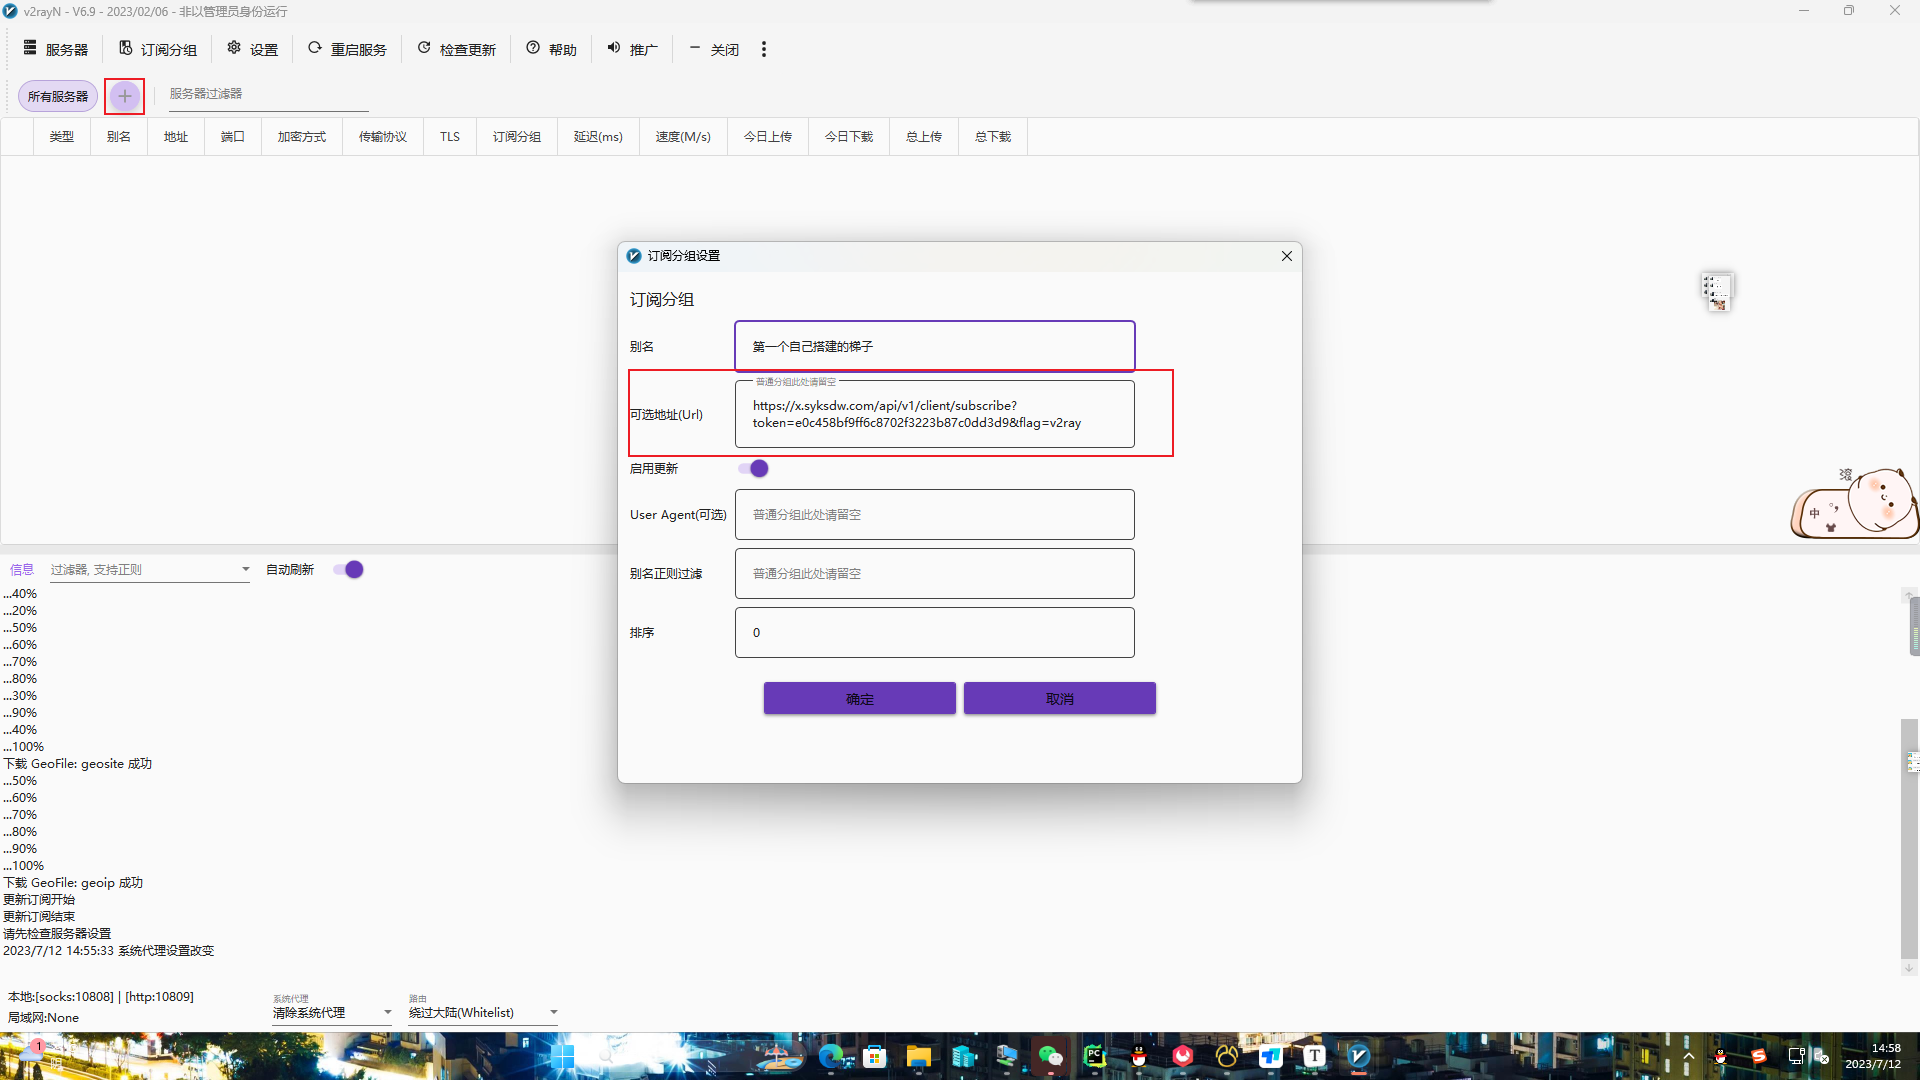 v2rayN - V6.9 - 2023/02/06 - 非以管理员身份运行
服务器 订阅分组 设置 重启服务 检查更新 帮助 推广 关闭
所有服务器 服务器过滤器
类型 别名 地址 端口 加密方式 传输协议 TLS 订阅分组 延迟(ms) 速度(M/s) 今日上传 今日下载 总上传 总下载
订阅分组设置
订阅分组
别名 第一个自己搭建的梯子
普通分组此处请留空
可选地址(Url) https://x.syksdw.com/api/v1/client/subscribe?
token=e0c458bf9ff6c8702f3223b87c0dd3d9&flag=v2ray
启用更新
User Agent(可选) 普通分组此处请留空
别名正则过滤 普通分组此处请留空
排序 0
确定 取消
中
信息 过滤器, 支持正则 自动刷新
...40%
...20%
...50%
...60%
...70%
...80%
...30%
...90%
...40%
...100%
下载 GeoFile: geosite 成功
...50%
...60%
...70%
...80%
...90%
...100%
下载 GeoFile: geoip 成功
更新订阅开始
更新订阅结束
请先检查服务器设置
2023/7/12 14:55:33 系统代理设置改变
本地:[socks:10808] | [http:10809]
局域网:None
系统代理
清除系统代理
路由
绕过大陆(Whitelist)
1
14:58
2023/7/12